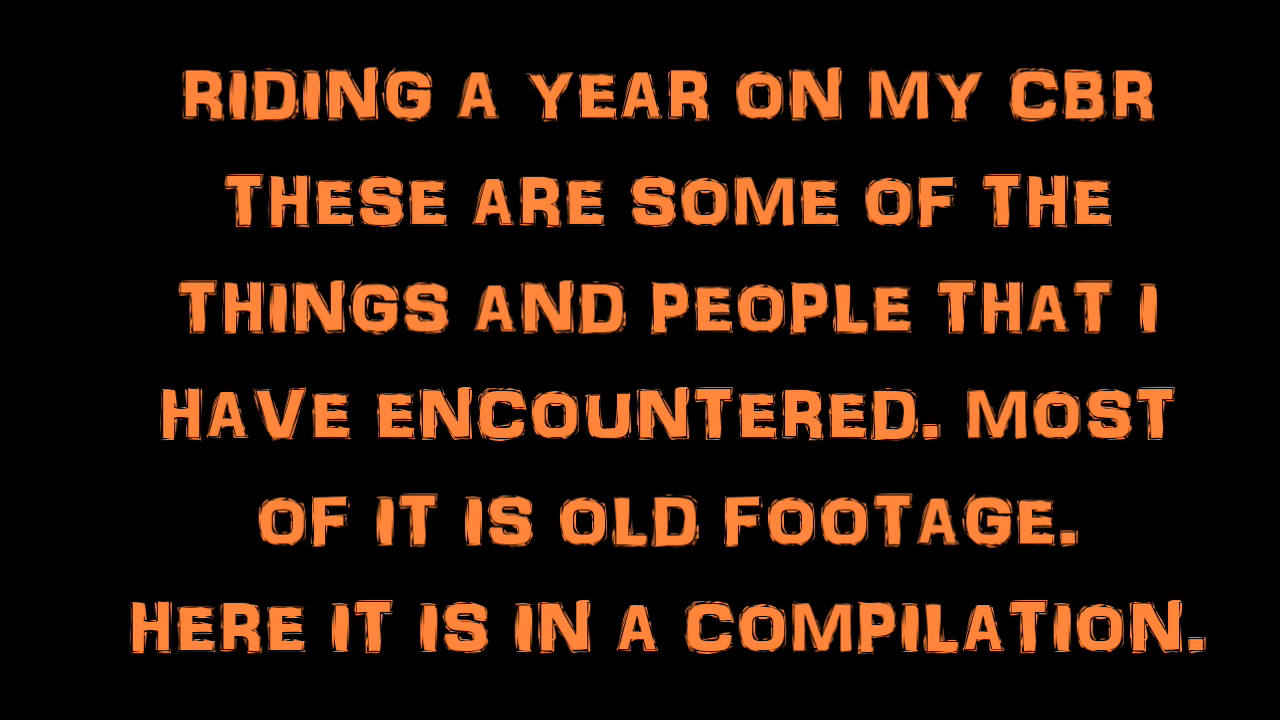 RIDING A YEAR ON MY CBR
THESE ARE SOME OF THE
THINGS AND PEOPLE THAT I
HAVE ENCOUNTERED. MOST
OF IT IS OLD FOOTAGE.
HERE IT IS IN A COMPILATION.